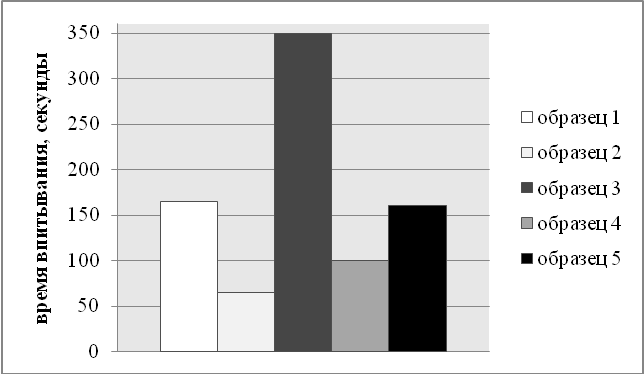 время впитывания, секунды
350
300
250
200
150
100
50
0
образец 1
образец 2
образец 3
образец 4
образец 5